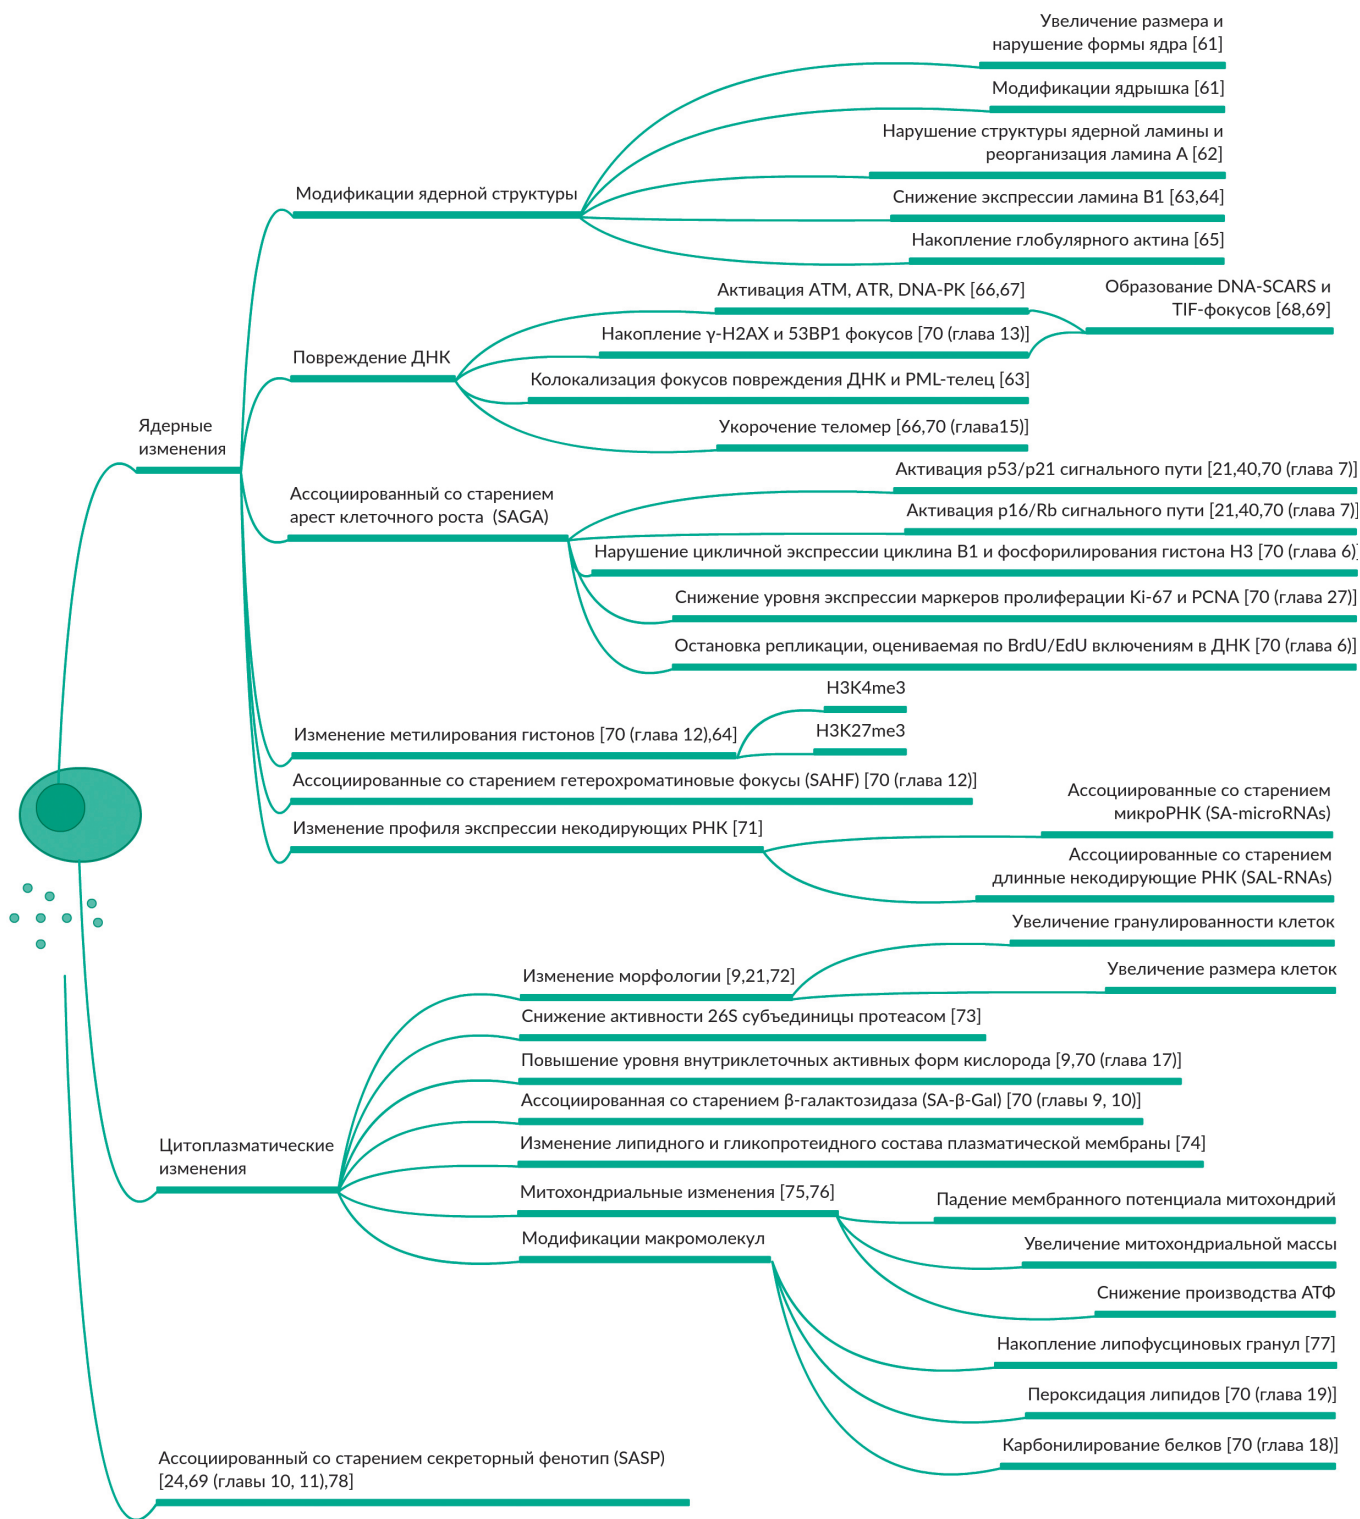 Увеличение размера и
нарушение формы ядра [61]
Модификации ядрышка [61]
Нарушение структуры ядерной ламины и
реорганизация ламина А [62]
Модификации ядерной структуры
Снижение экспрессии ламина В1 [63,64]
Накопление глобулярного актина [65]
Активация ATM, ATR, DNA-PK [66,67]
Образование DNA-SCARS и
TIF-фокусов [68,69]
Накопление γ-H2AX и 53BP1 фокусов [70 (глава 13)]
Повреждение ДНК
Колокализация фокусов повреждения ДНК и PML-телец [63]
Укорочение теломер [66,70 (глава15)]
Ядерные
изменения
Активация p53/p21 сигнального пути [21,40,70 (глава 7)]
Ассоциированный со старением
арест клеточного роста (SAGA)
Активация p16/Rb сигнального пути [21,40,70 (глава 7)]
Нарушение цикличной экспрессии циклина В1 и фосфорилирования гистона Н3 [70 (глава 6)]
Снижение уровня экспрессии маркеров пролиферации Ki-67 и PCNA [70 (глава 27)]
Остановка репликации, оцениваемая по BrdU/EdU включениям в ДНК [70 (глава 6)]
H3K4me3
Изменение метилирования гистонов [70 (глава 12),64]
H3K27me3
Ассоциированные со старением гетерохроматиновые фокусы (SAHF) [70 (глава 12)]
Ассоциированные со старением
микроРНК (SA-microRNAs)
Изменение профиля экспрессии некодирующих РНК [71]
Ассоциированные со старением
длинные некодирующие РНК (SAL-RNAs)
Увеличение гранулированности клеток
Изменение морфологии [9,21,72]
Увеличение размера клеток
Снижение активности 26S субъединицы протеасом [73]
Повышение уровня внутриклеточных активных форм кислорода [9,70 (глава 17)]
Ассоциированная со старением β-галактозидаза (SA-β-Gal) [70 (главы 9, 10)]
Цитоплазматические
изменения
Изменение липидного и гликопротеидного состава плазматической мембраны [74]
Митохондриальные изменения [75,76]
Падение мембранного потенциала митохондрий
Модификации макромолекул
Увеличение митохондриальной массы
Снижение производства АТФ
Накопление липофусциновых гранул [77]
Пероксидация липидов [70 (глава 19)]
Карбонилирование белков [70 (глава 18)]
Ассоциированный со старением секреторный фенотип (SASP)
[24,69 (главы 10, 11),78]